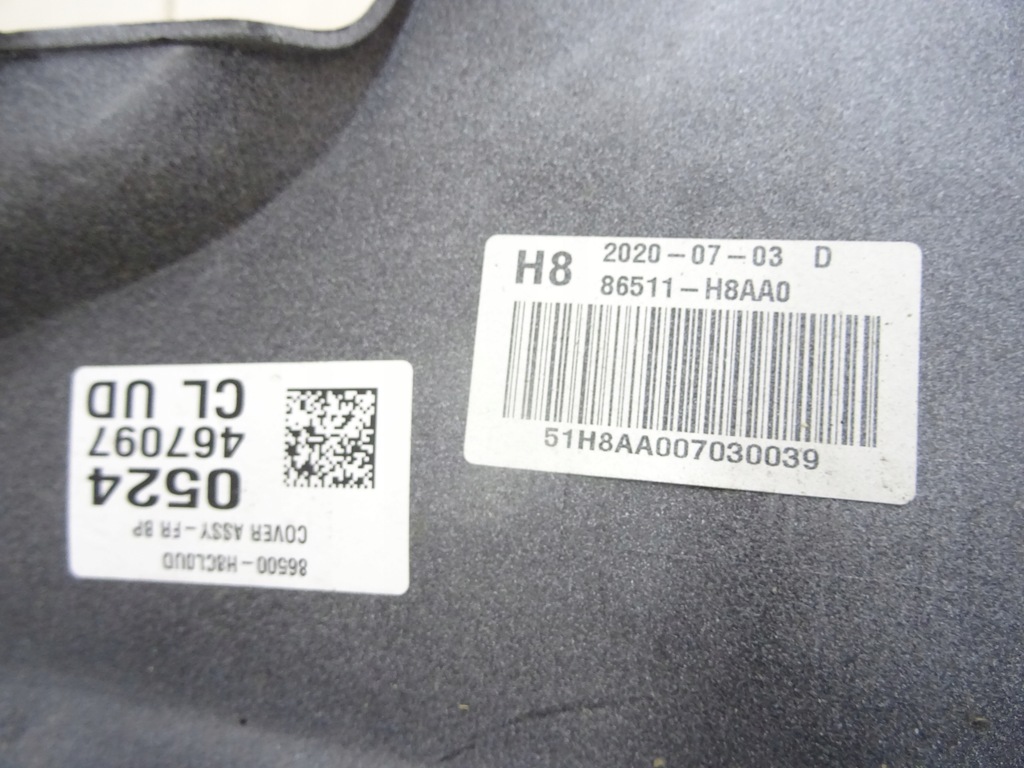 H8 2020-07-03 D
86511-H8AA0
51H8AA007030039
86500-H8CL0UD
COVER ASSY-FR BP
0524
467097
CL UD